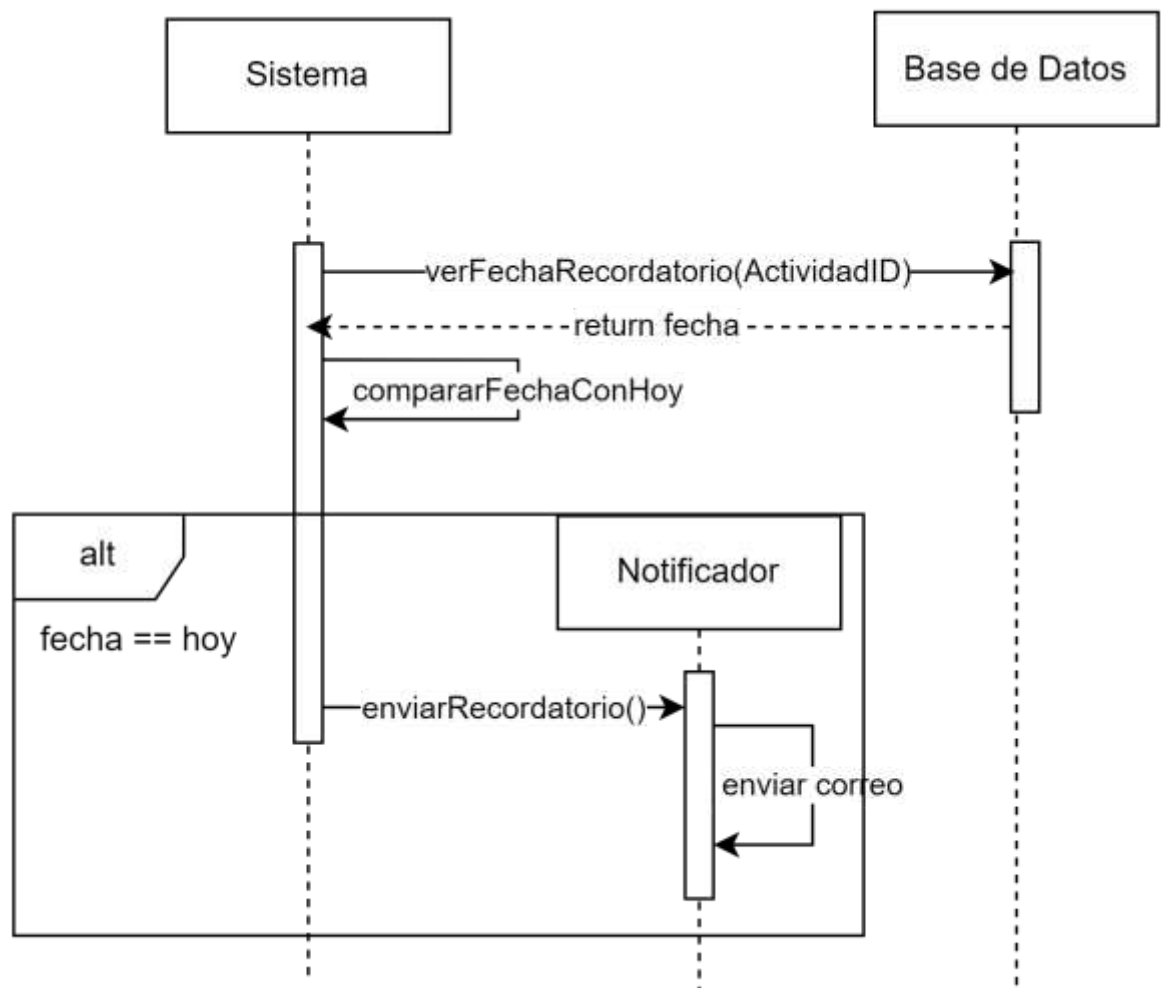 Sistema
Base de Datos
verFechaRecordatorio(ActividadID)
return fecha
compararFechaConHoy
alt
Notificador
fecha == hoy
enviarRecordatorio()
enviar correo